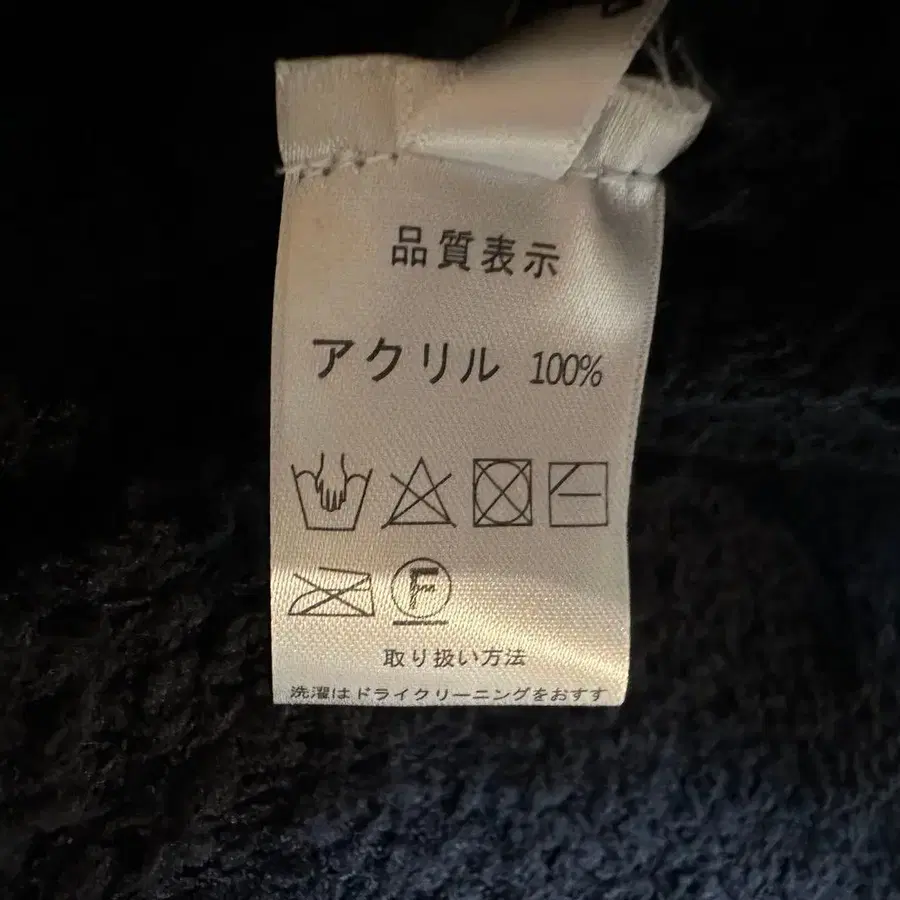 品質表示
アクリル 100%
F
取り扱い方法
洗濯はドライクリーニングをおすす